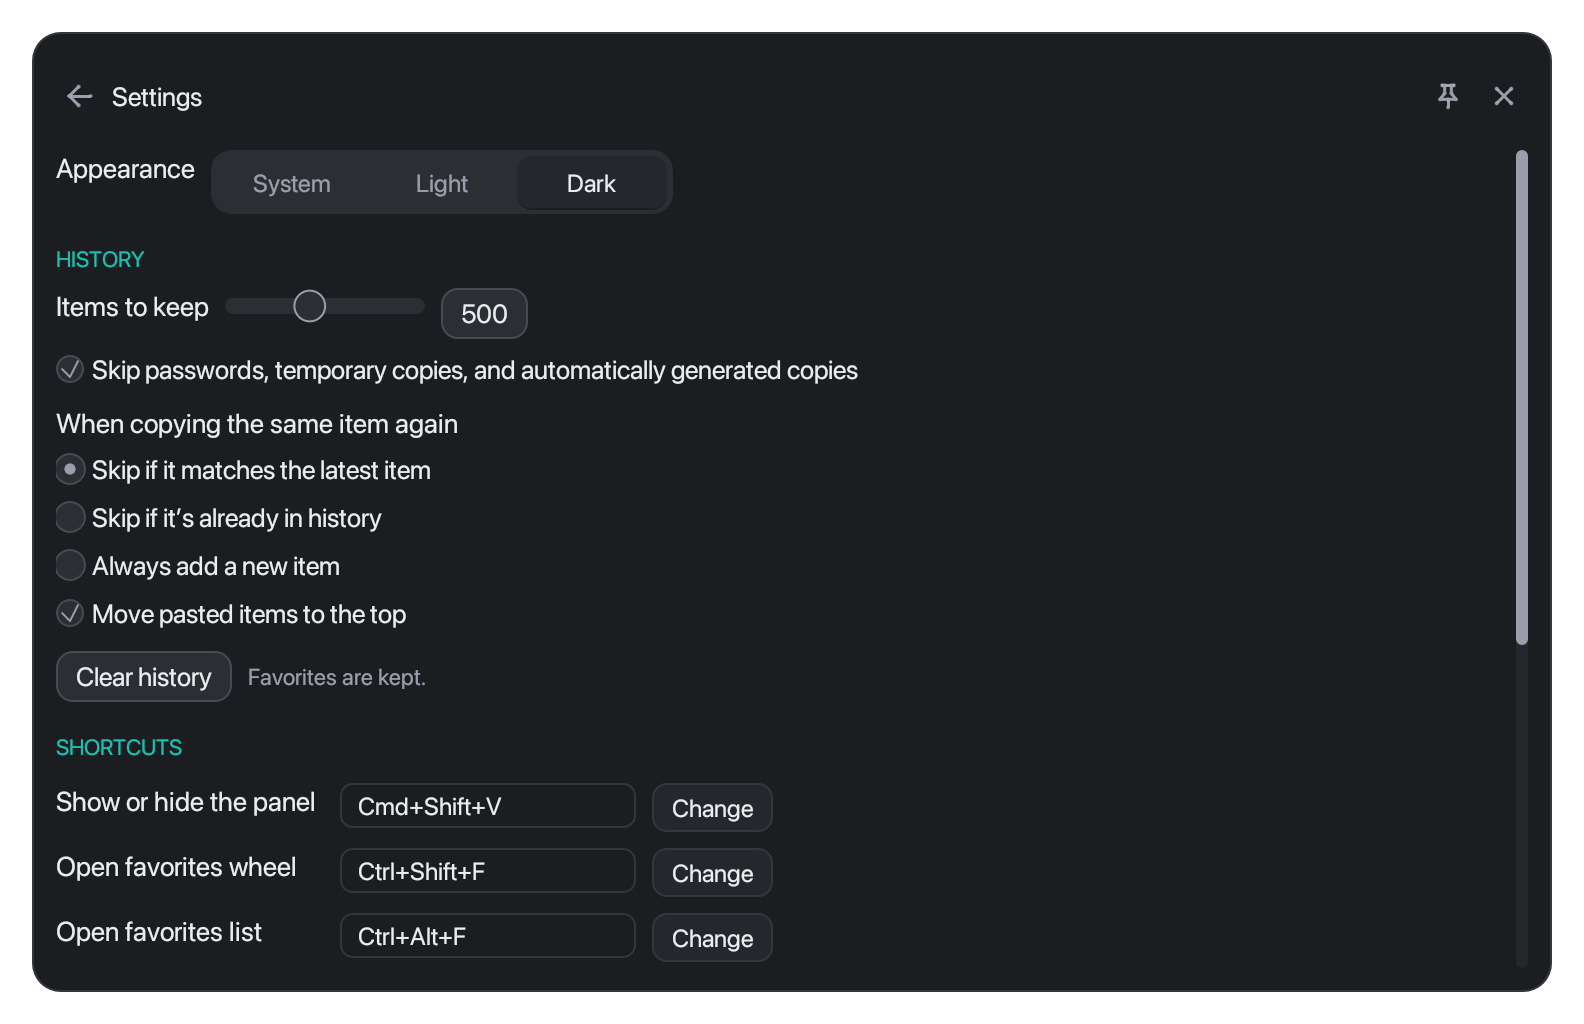 Settings
Appearance System Light Dark
HISTORY
Items to keep 500
Skip passwords, temporary copies, and automatically generated copies
When copying the same item again
Skip if it matches the latest item
Skip if it’s already in history
Always add a new item
Move pasted items to the top
Clear history Favorites are kept.
SHORTCUTS
Show or hide the panel Cmd+Shift+V Change
Open favorites wheel Ctrl+Shift+F Change
Open favorites list Ctrl+Alt+F Change